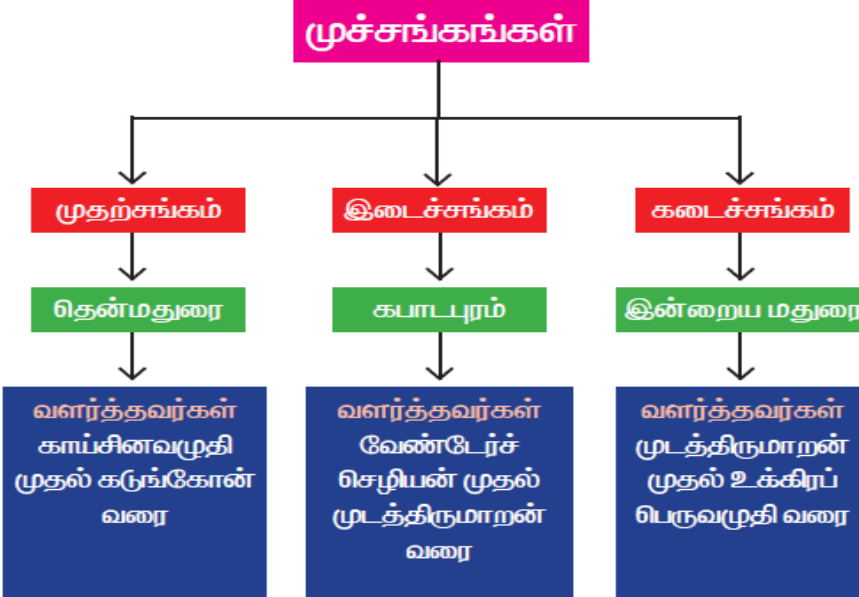 முச்சங்கங்கள்
முதற்சங்கம்
இடைச்சங்கம்
கடைச்சங்கம்
தென்மதுரை
கபாடபுரம்
இன்றைய மதுரை
வளர்த்தவர்கள்
காய்சினவழுதி
முதல் கடுங்கோன்
வரை
வளர்த்தவர்கள்
வேண்டேர்ச்
செழியன் முதல்
முடத்திருமாறன்
வரை
வளர்த்தவர்கள்
முடத்திருமாறன்
முதல் உக்கிரப்
பெருவழுதி வரை